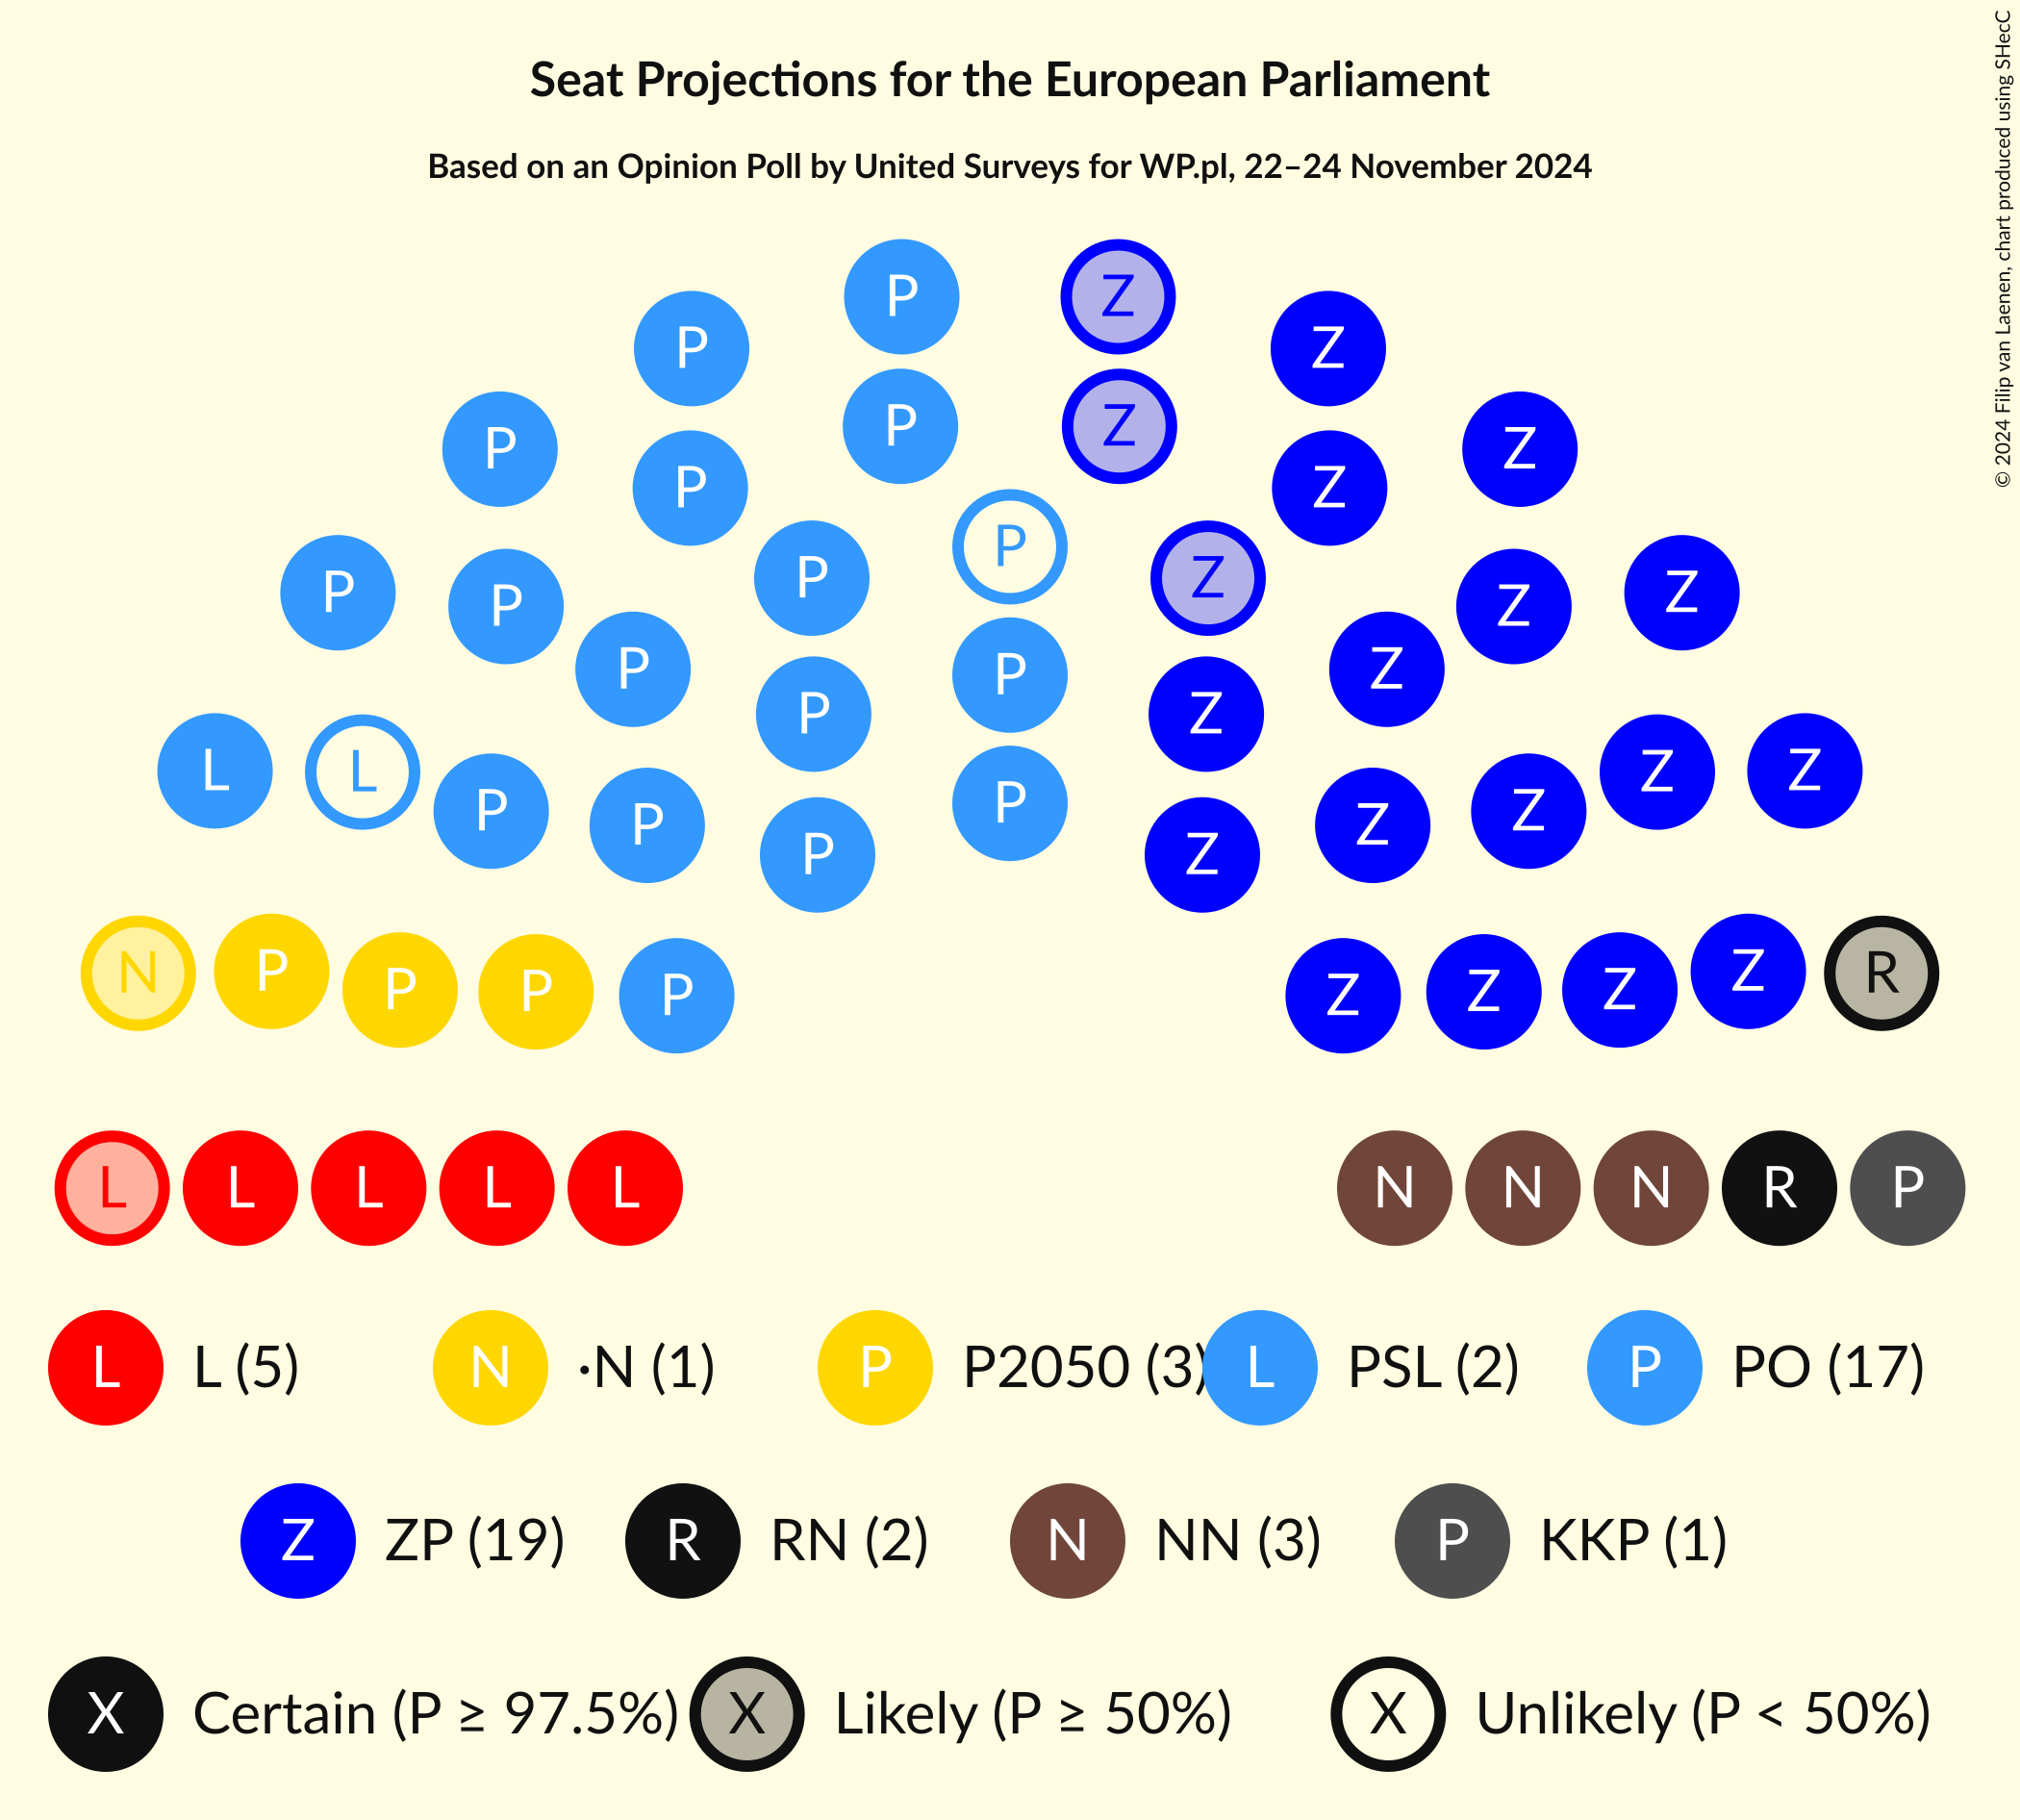 Seat Projections for the European Parliament
Based on an Opinion Poll by United Surveys for WP.pl, 22–24 November 2024
© 2024 Filip van Laenen, chart produced using SHecC
P Z
P Z
P Z
P Z
P Z
P
P Z
P Z
P Z
P Z
P
P Z
P Z
L L Z Z
P Z
P
P Z
P Z
N P P P P Z Z Z Z R
L L L L L N N N R P
L L (5) N ·N (1) P P2050 (3) L PSL (2) P PO (17)
Z ZP (19) R RN (2) N NN (3) P KKP (1)
X Certain (P ≥ 97.5%) X Likely (P ≥ 50%) X Unlikely (P < 50%)